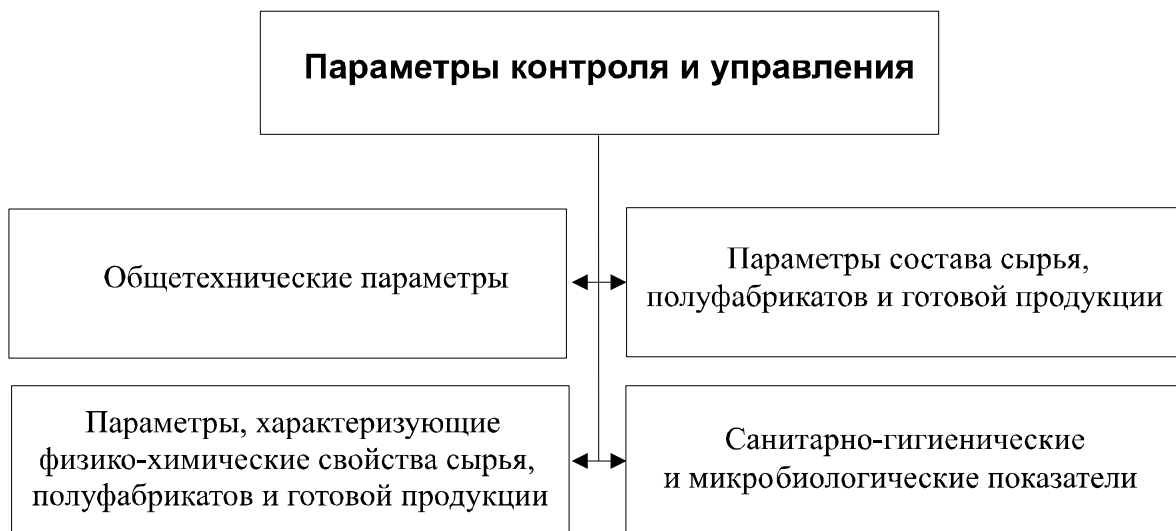 Параметры контроля и управления
Общетехнические параметры
Параметры состава сырья,
полуфабрикатов и готовой продукции
Параметры, характеризующие
физико-химические свойства сырья,
полуфабрикатов и готовой продукции
Санитарно-гигиенические
и микробиологические показатели